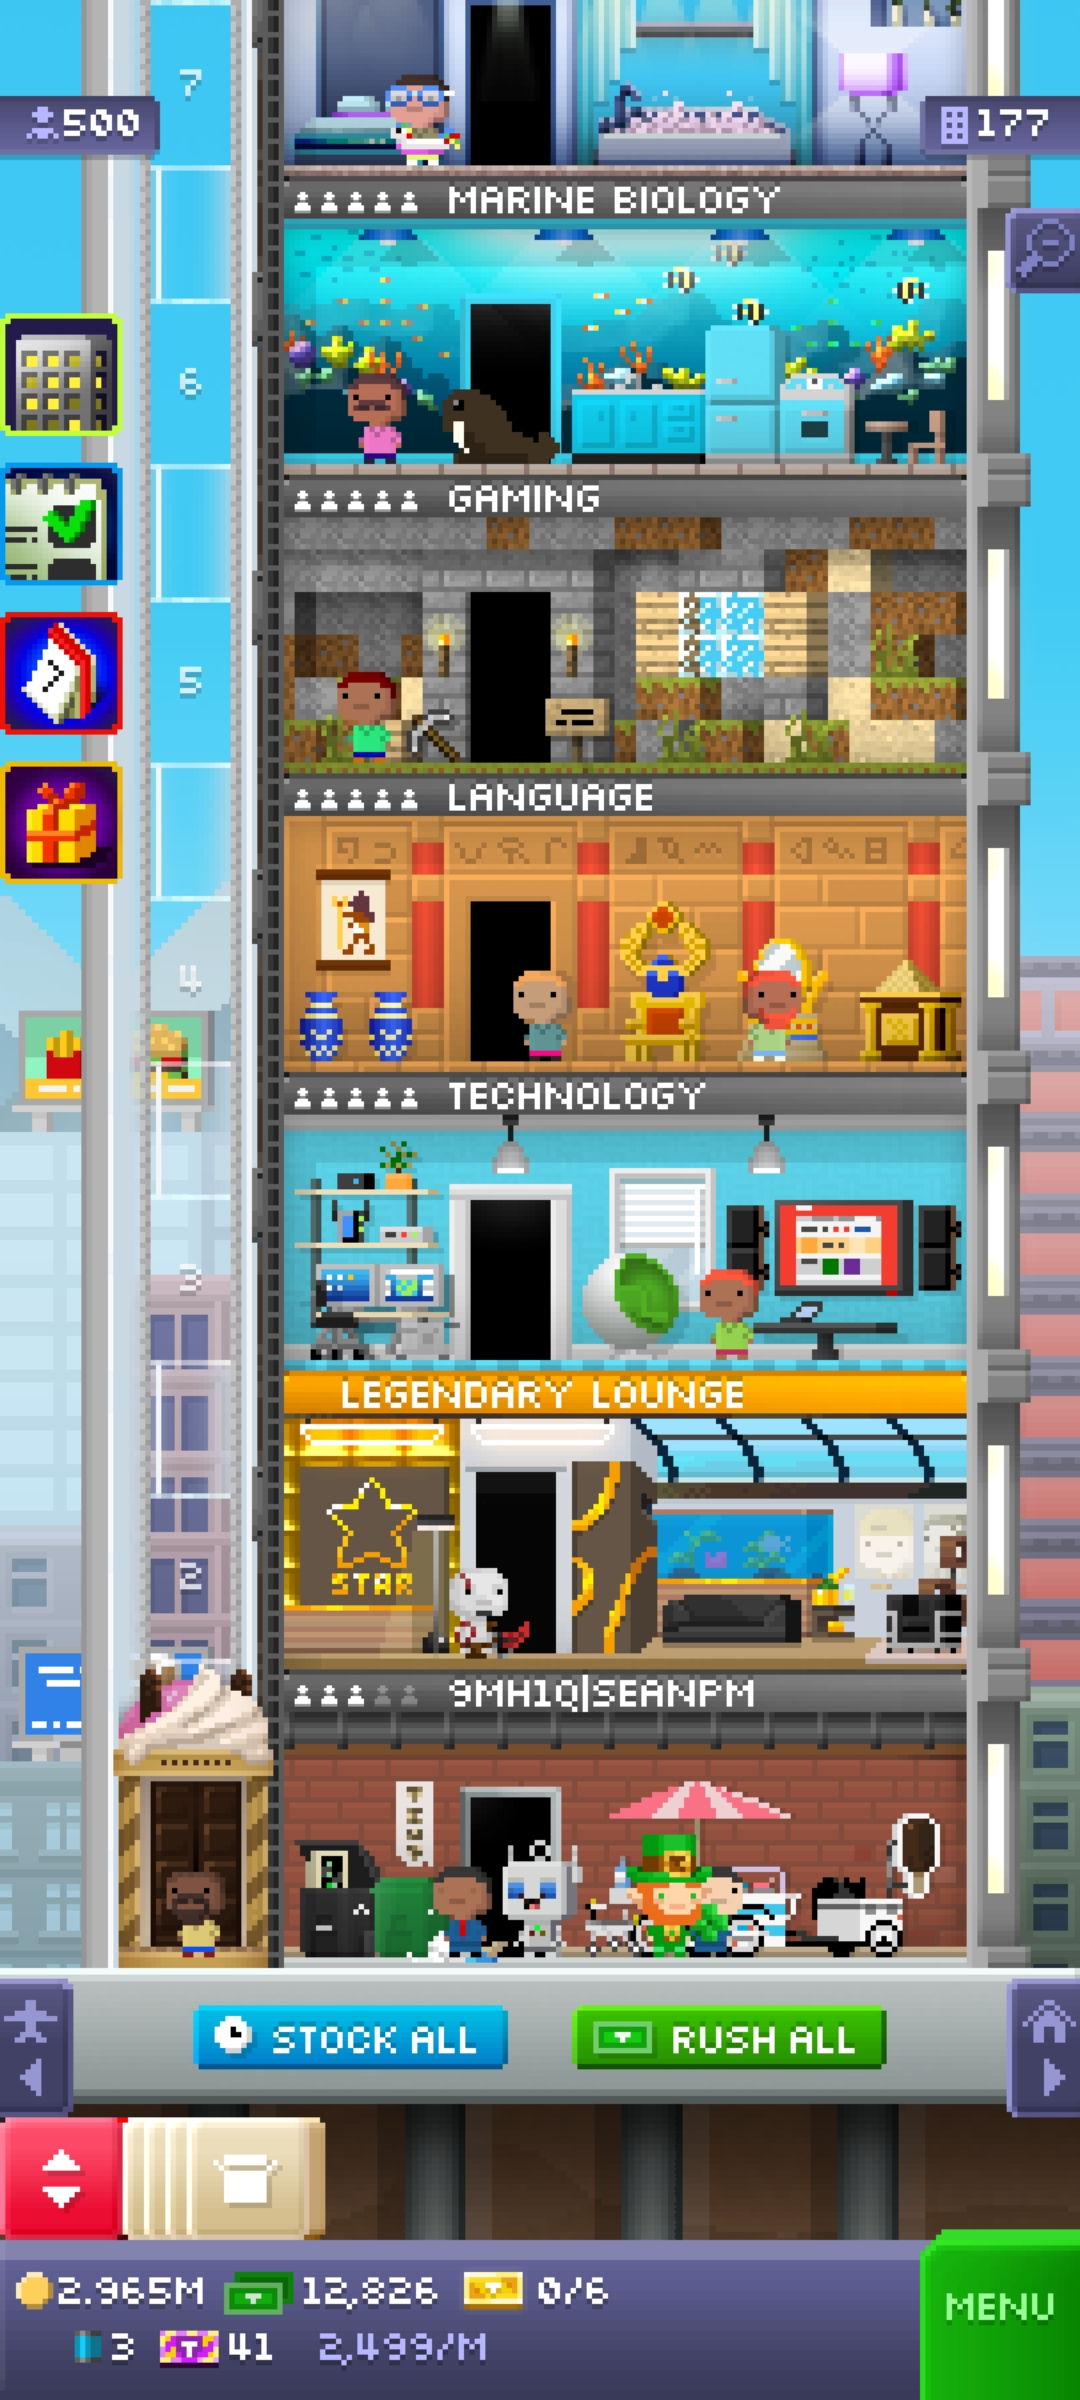 7
500
177
MARINE BIOLOGY
6
GAMING
5
LANGUAGE
4
TECHNOLOGY
3
LEGENDARY LOUNGE
STAR
2
9MH1Q|SEANPM
STOCK ALL
RUSH ALL
2.965M
12,826
0/6
MENU
3
41
2,499/M